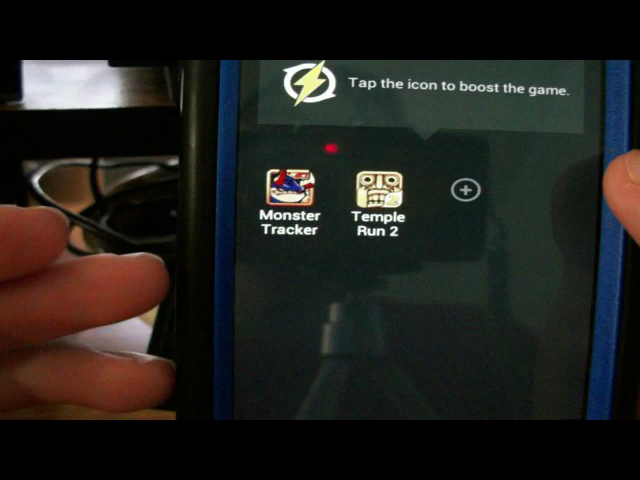 Tap the icon to boost the game.
Monster
Tracker
Temple
Run 2